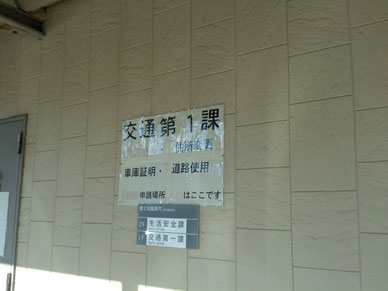 交通第1課
住所変更
車庫証明・ 道路使用
申請場所 はここです
生活安全課
交通第一課